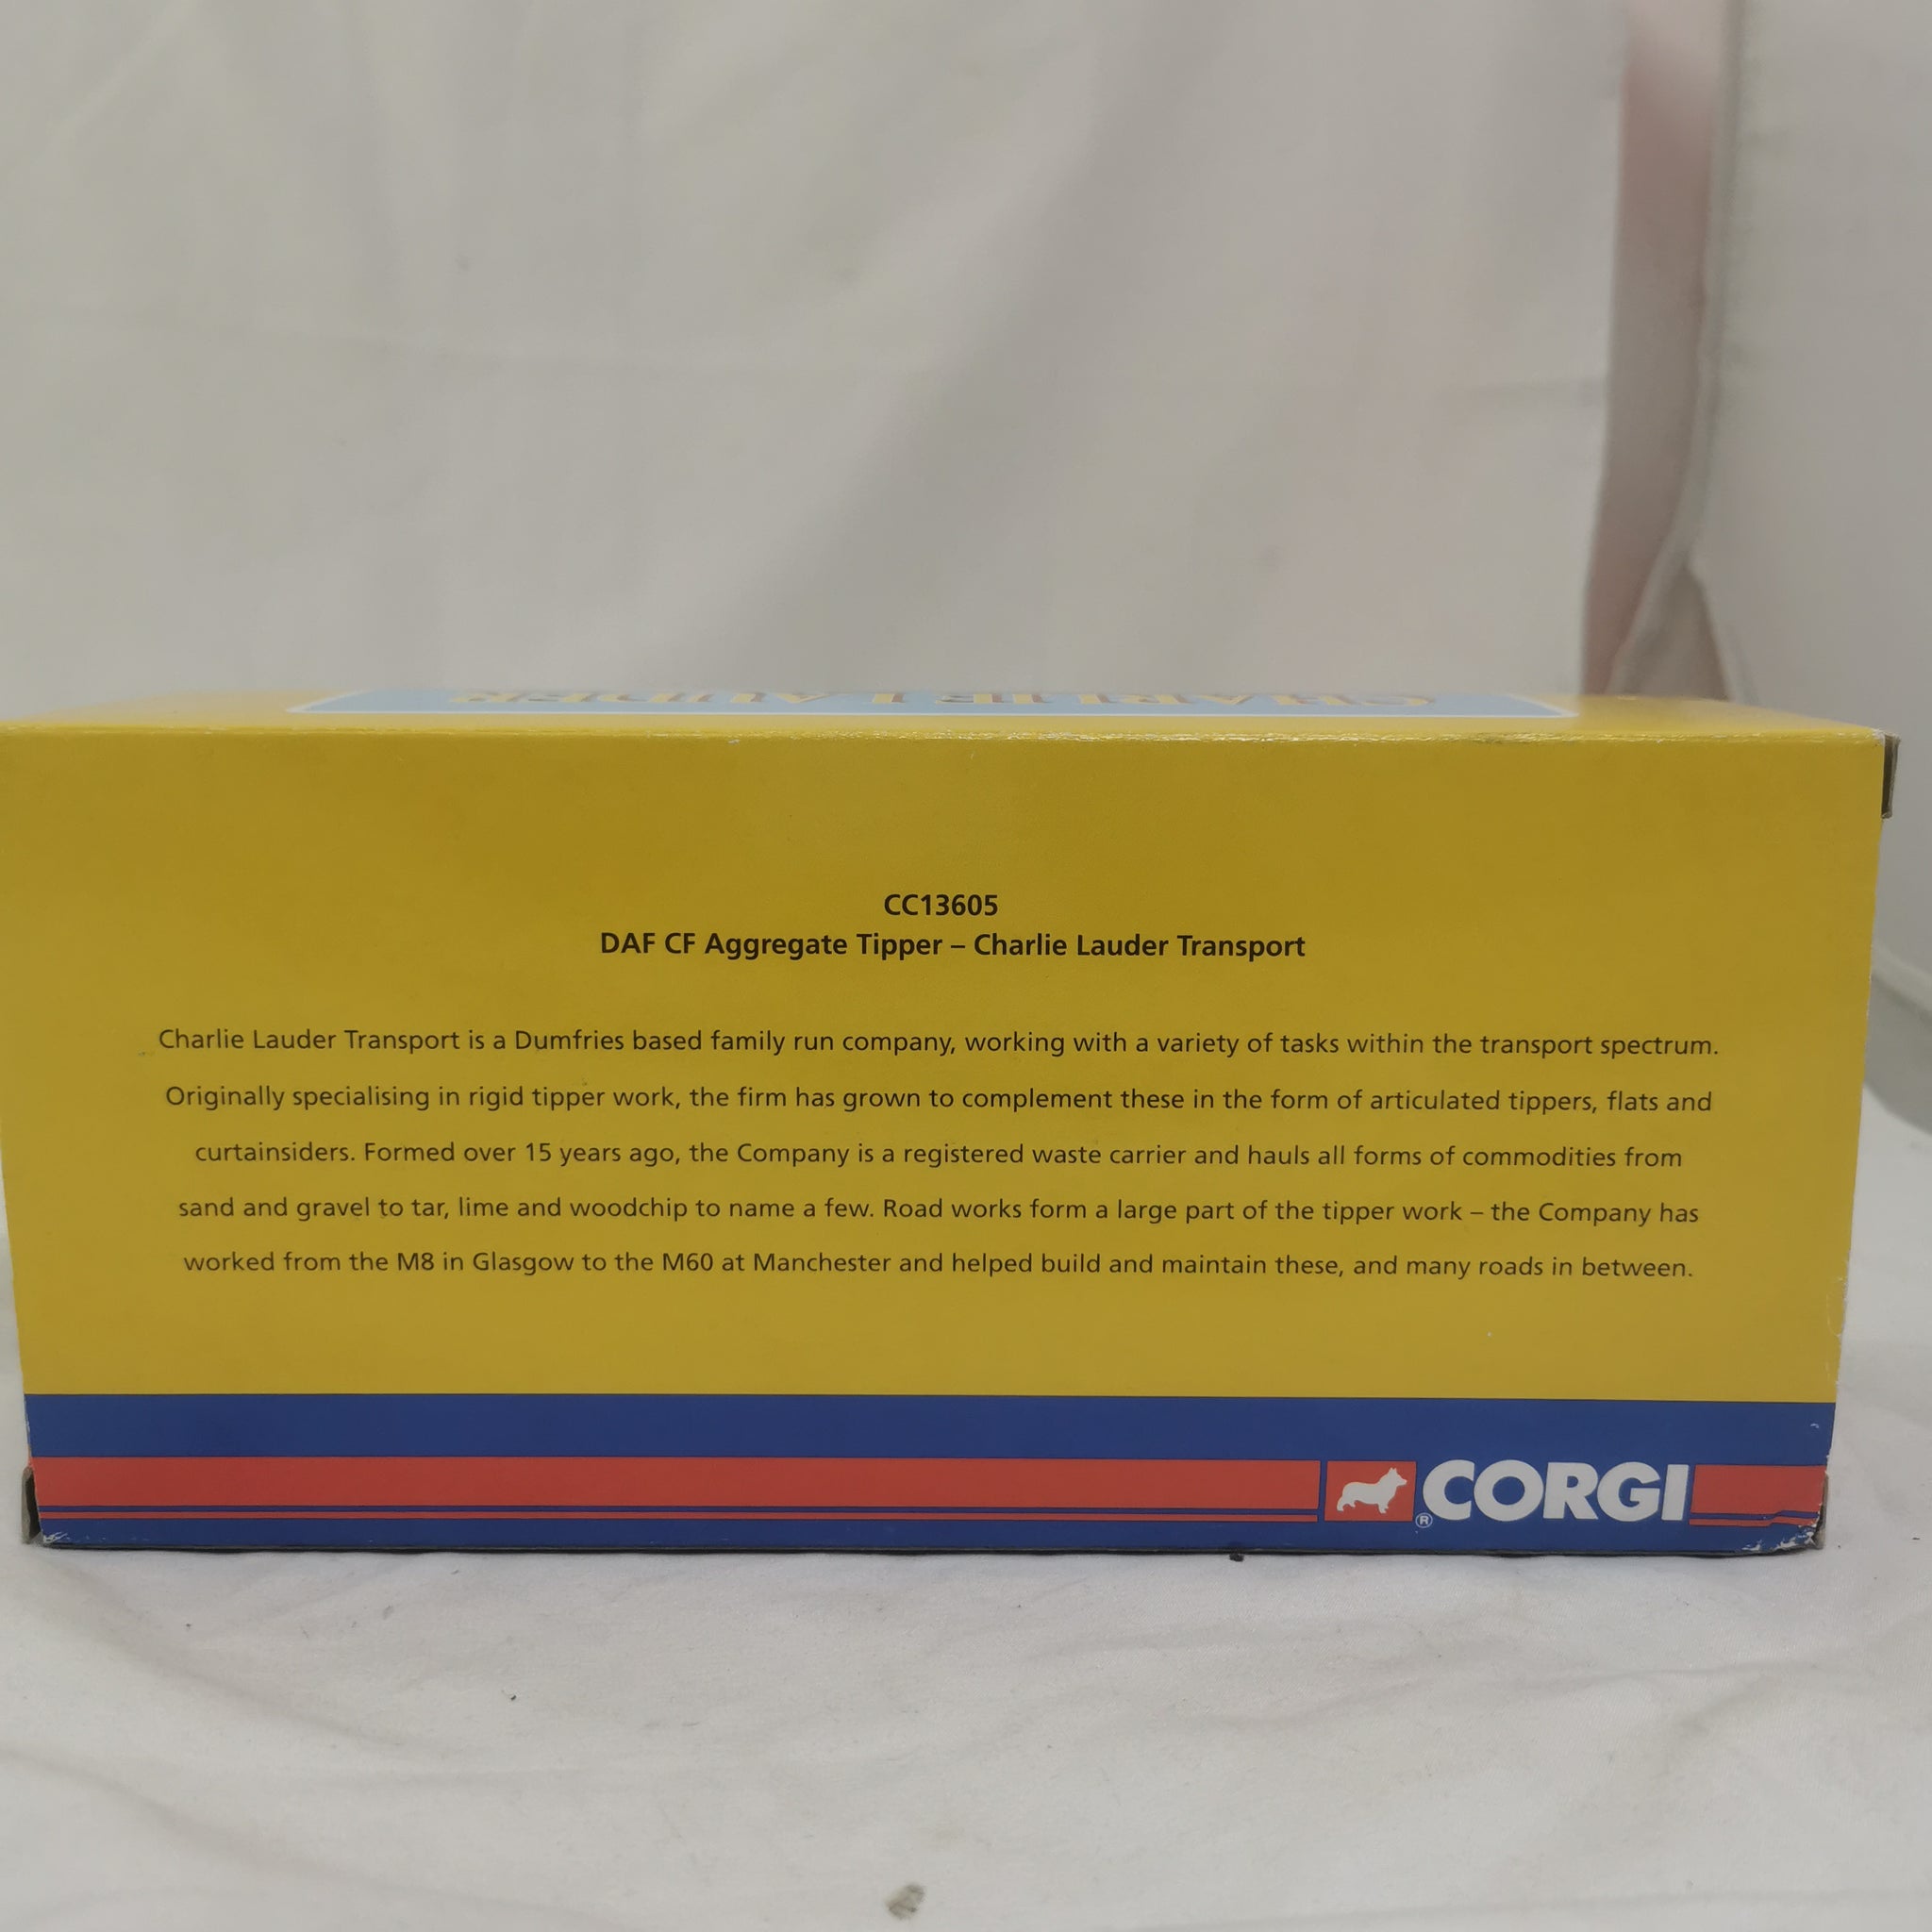 CHARLIE LAUDER
CC13605
DAF CF Aggregate Tipper – Charlie Lauder Transport
Charlie Lauder Transport is a Dumfries based family run company, working with a variety of tasks within the transport spectrum.
Originally specialising in rigid tipper work, the firm has grown to complement these in the form of articulated tippers, flats and
curtainsiders. Formed over 15 years ago, the Company is a registered waste carrier and hauls all forms of commodities from
sand and gravel to tar, lime and woodchip to name a few. Road works form a large part of the tipper work – the Company has
worked from the M8 in Glasgow to the M60 at Manchester and helped build and maintain these, and many roads in between.
® CORGI